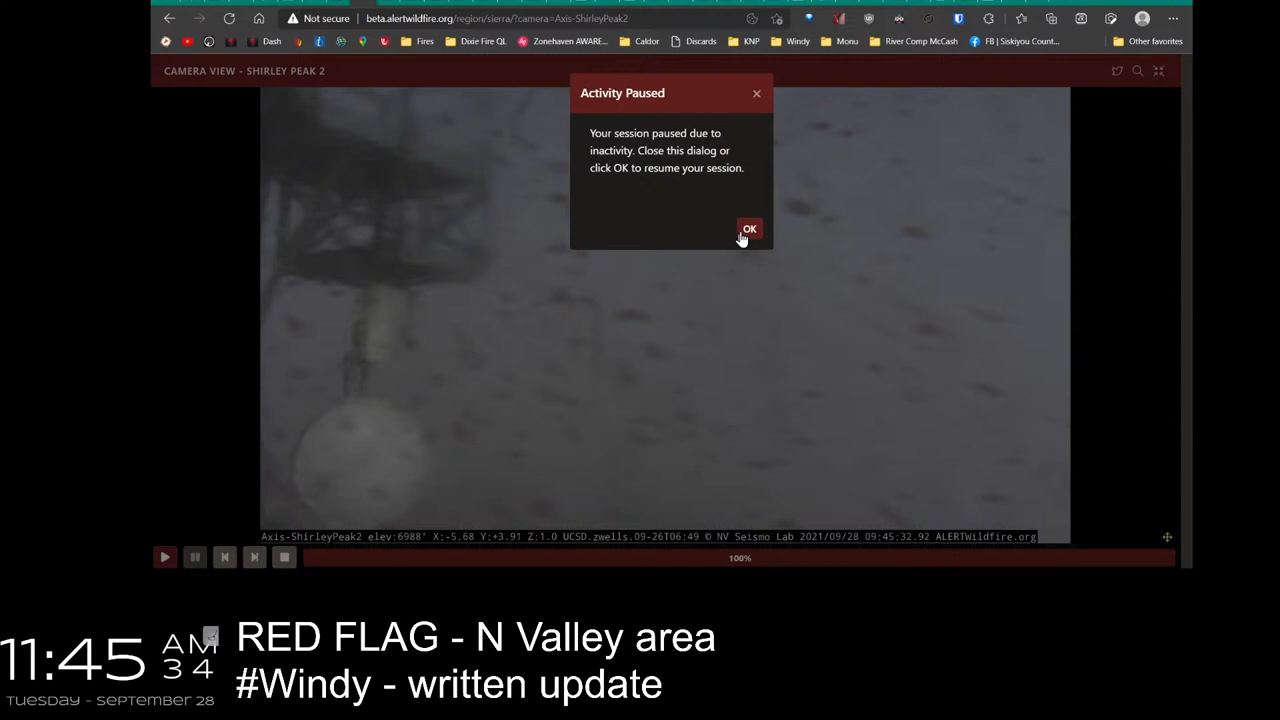 Not secure
beta.alertwildfire.org/region/sierra/?camera=Axis-ShirleyPeak2
Dash
Fires
Dixie Fire QL
Zonehaven AWARE...
Caldor
Discards
KNP
Windy
Monu
River Comp McCash
FB | Siskiyou Count...
Other favorites
CAMERA VIEW - SHIRLEY PEAK 2
Activity Paused
Your session paused due to
inactivity. Close this dialog or
click OK to resume your session.
OK
Axis-ShirleyPeak2 elev:6988' X:-5.68 Y:+3.91 Z:1.0 UCSD.zwells.09-26T06:49 © NV Seismo Lab 2021/09/28 09:45:32.92 ALERTWildfire.org
100%
11:45 AM
34
TUESDAY - SEPTEMBER 28
RED FLAG - N Valley area
#Windy - written update